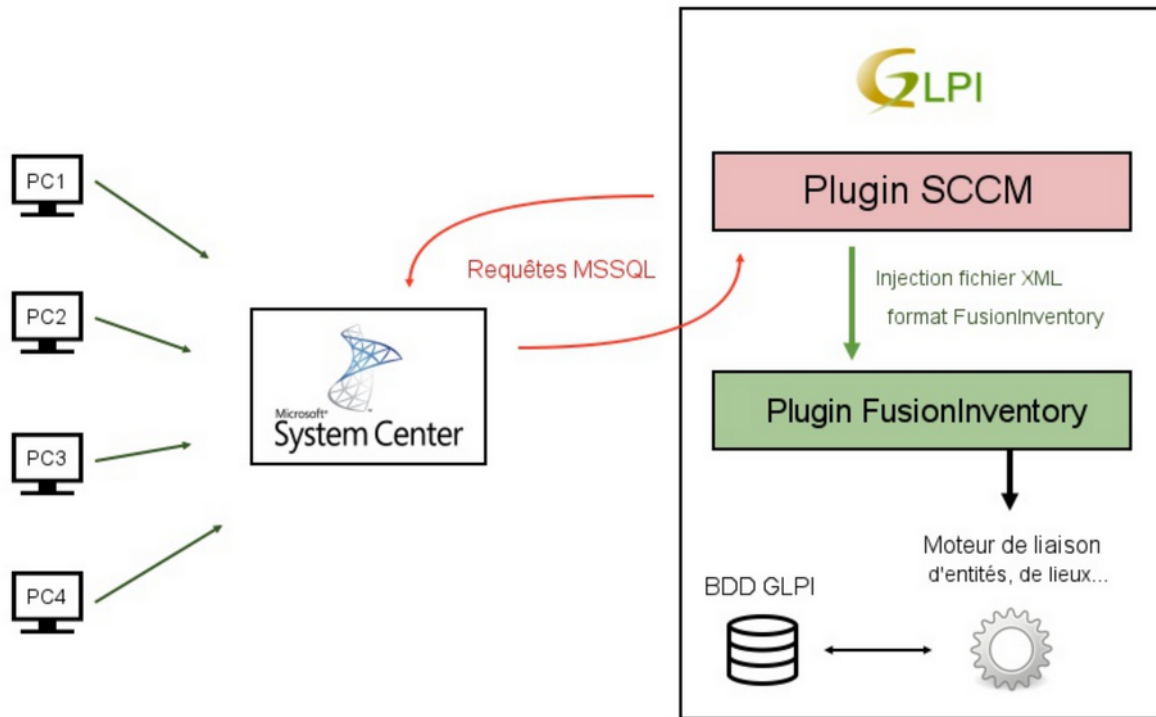 GLPI
PC1
Plugin SCCM
Requêtes MSSQL
Injection fichier XML
format FusionInventory
PC2
Microsoft®
System Center™
Plugin FusionInventory
PC3
Moteur de liaison
d'entités, de lieux...
BDD GLPI
PC4